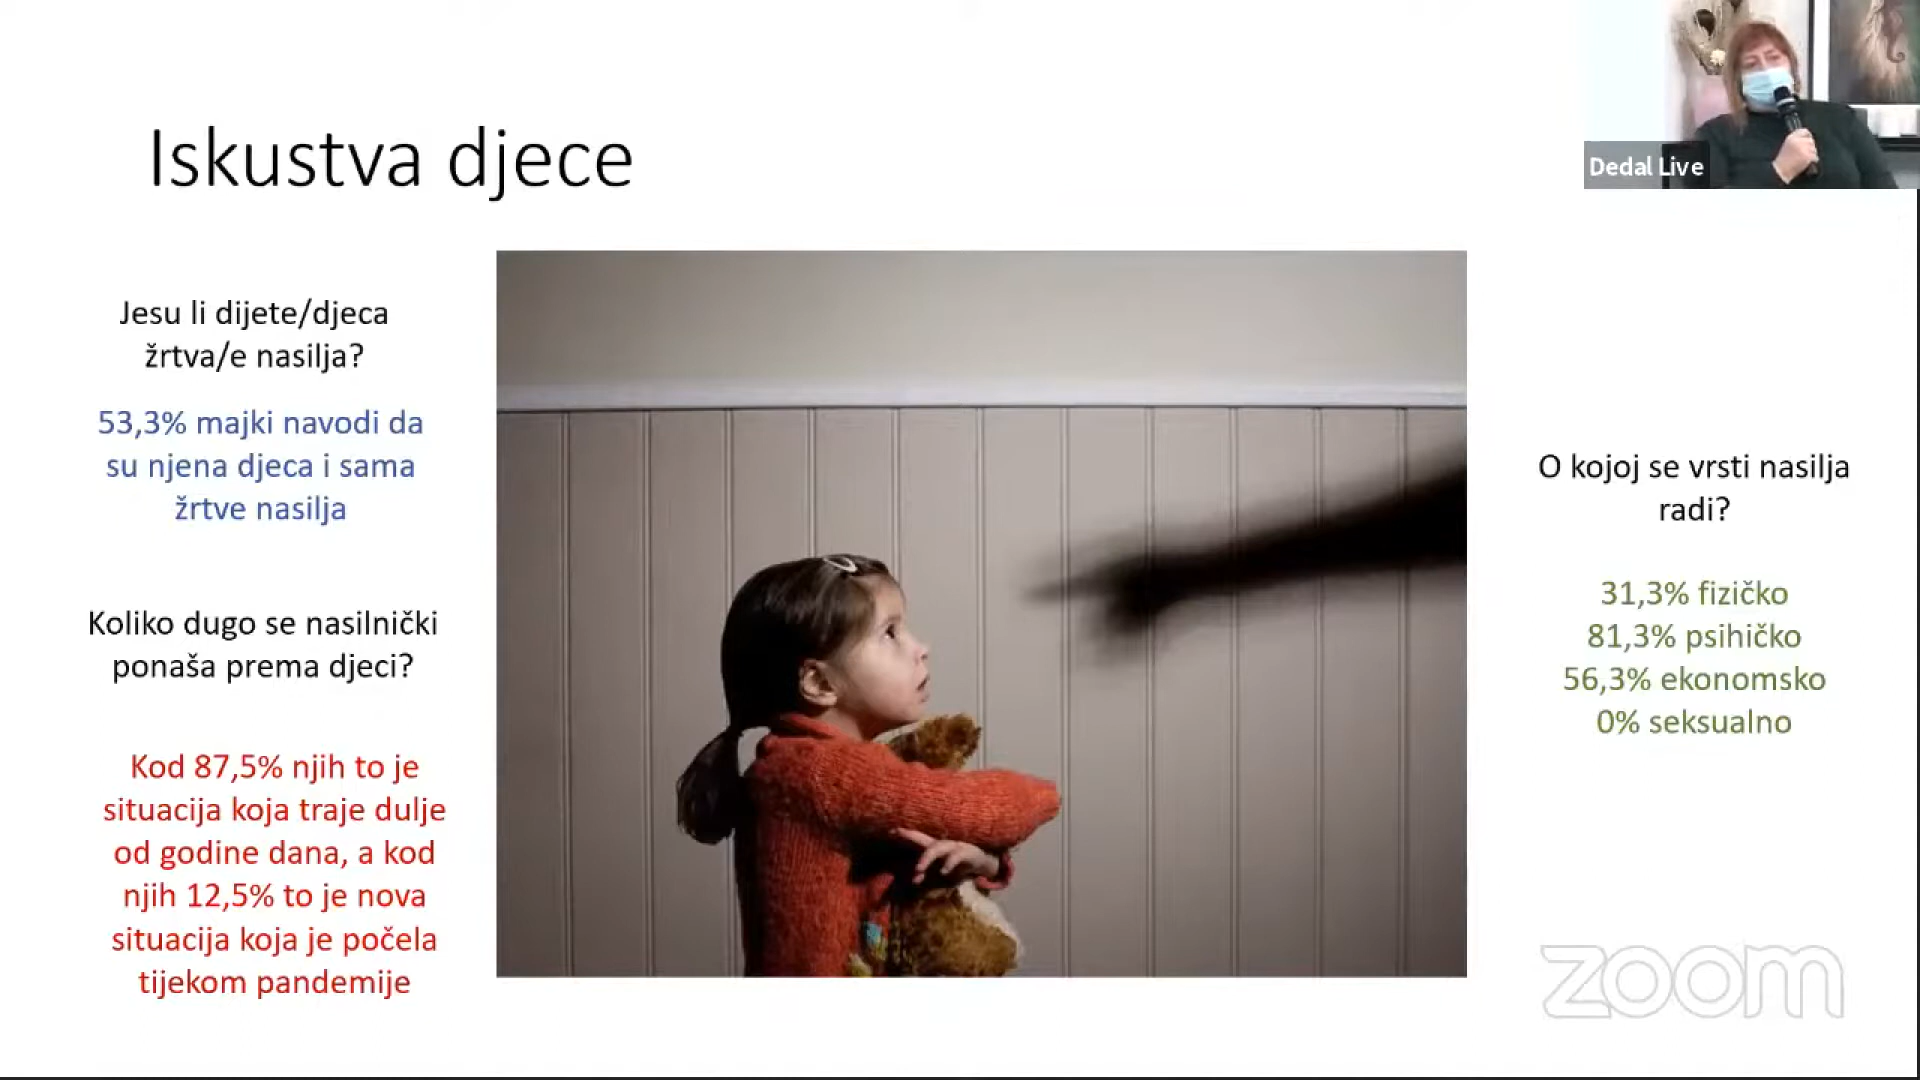 Iskustva djece
Dedal Live
Jesu li dijete/djeca
žrtva/e nasilja?
53,3% majki navodi da
su njena djeca i sama
žrtve nasilja
Koliko dugo se nasilnički
ponaša prema djeci?
Kod 87,5% njih to je
situacija koja traje dulje
od godine dana, a kod
njih 12,5% to je nova
situacija koja je počela
tijekom pandemije
O kojoj se vrsti nasilja
radi?
31,3% fizičko
81,3% psihičko
56,3% ekonomsko
0% seksualno
zoom